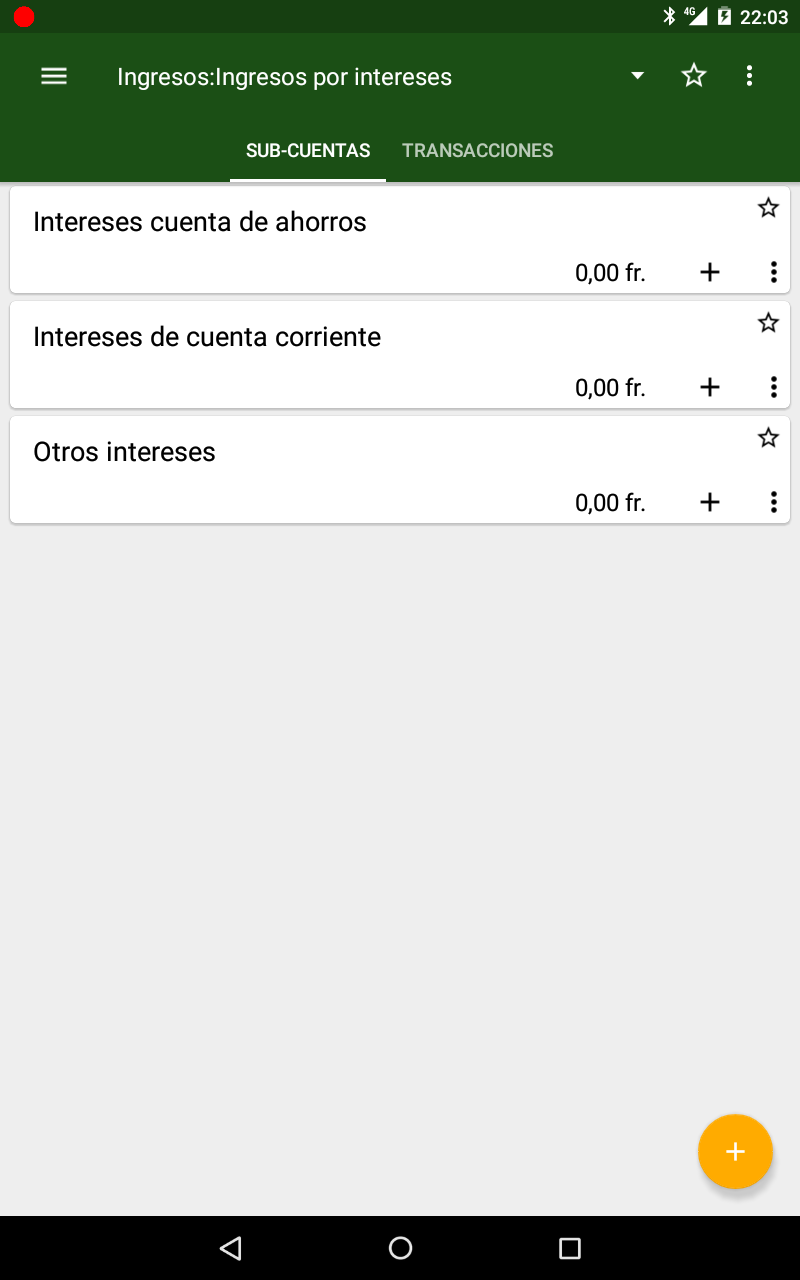 4G 22:03
Ingresos:Ingresos por intereses
SUB-CUENTAS TRANSACCIONES
Intereses cuenta de ahorros
0,00 fr.
Intereses de cuenta corriente
0,00 fr.
Otros intereses
0,00 fr.